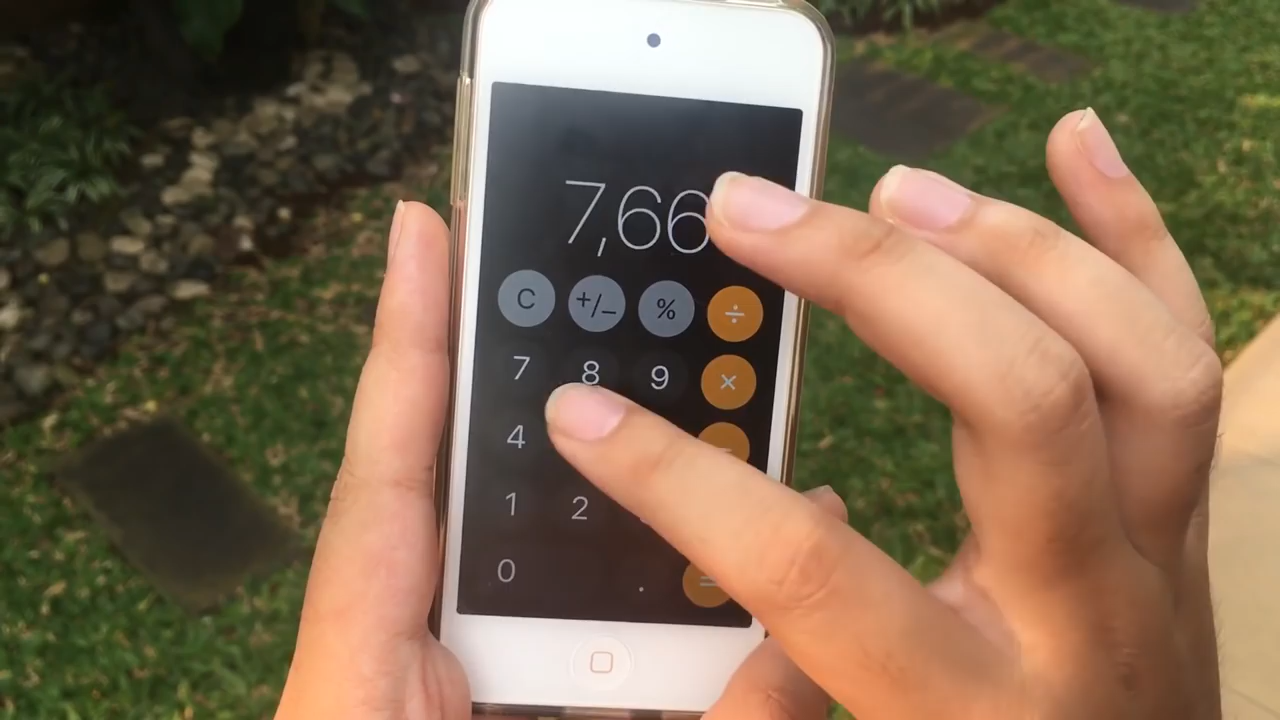 7,66
C +/− % ÷
7 8 9 ×
4 −
1 2
0 . =